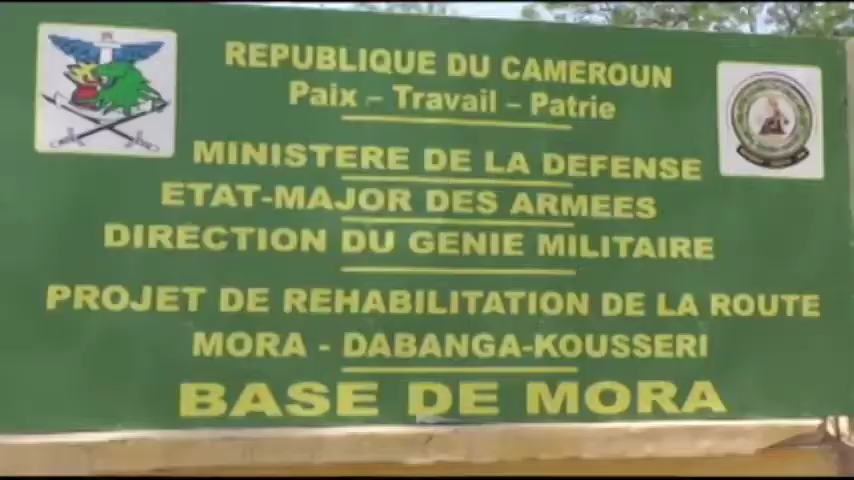 REPUBLIQUE DU CAMEROUN
Paix - Travail - Patrie
MINISTERE DE LA DEFENSE
ETAT-MAJOR DES ARMEES
DIRECTION DU GENIE MILITAIRE
PROJET DE REHABILITATION DE LA ROUTE
MORA - DABANGA-KOUSSERI
BASE DE MORA